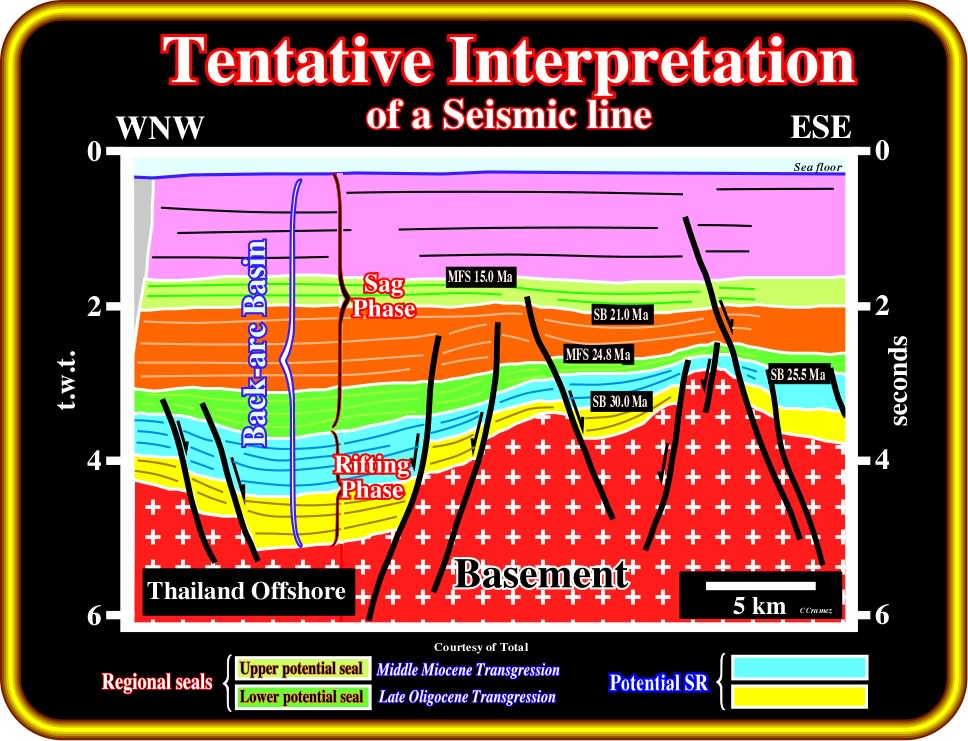 Tentative Interpretation
of a Seismic line
WNW
ESE
0
0
Sea floor
Back-arc Basin
Sag
Phase
MFS 15.0 Ma
2
SB 21.0 Ma
2
MFS 24.8 Ma
t.w.t.
seconds
SB 25.5 Ma
SB 30.0 Ma
4
Rifting
Phase
4
Basement
Thailand Offshore
5 km
CCramez
6
6
Courtesy of Total
Regional seals
Upper potential seal
Middle Miocene Transgression
Lower potential seal
Late Oligocene Transgression
Potential SR